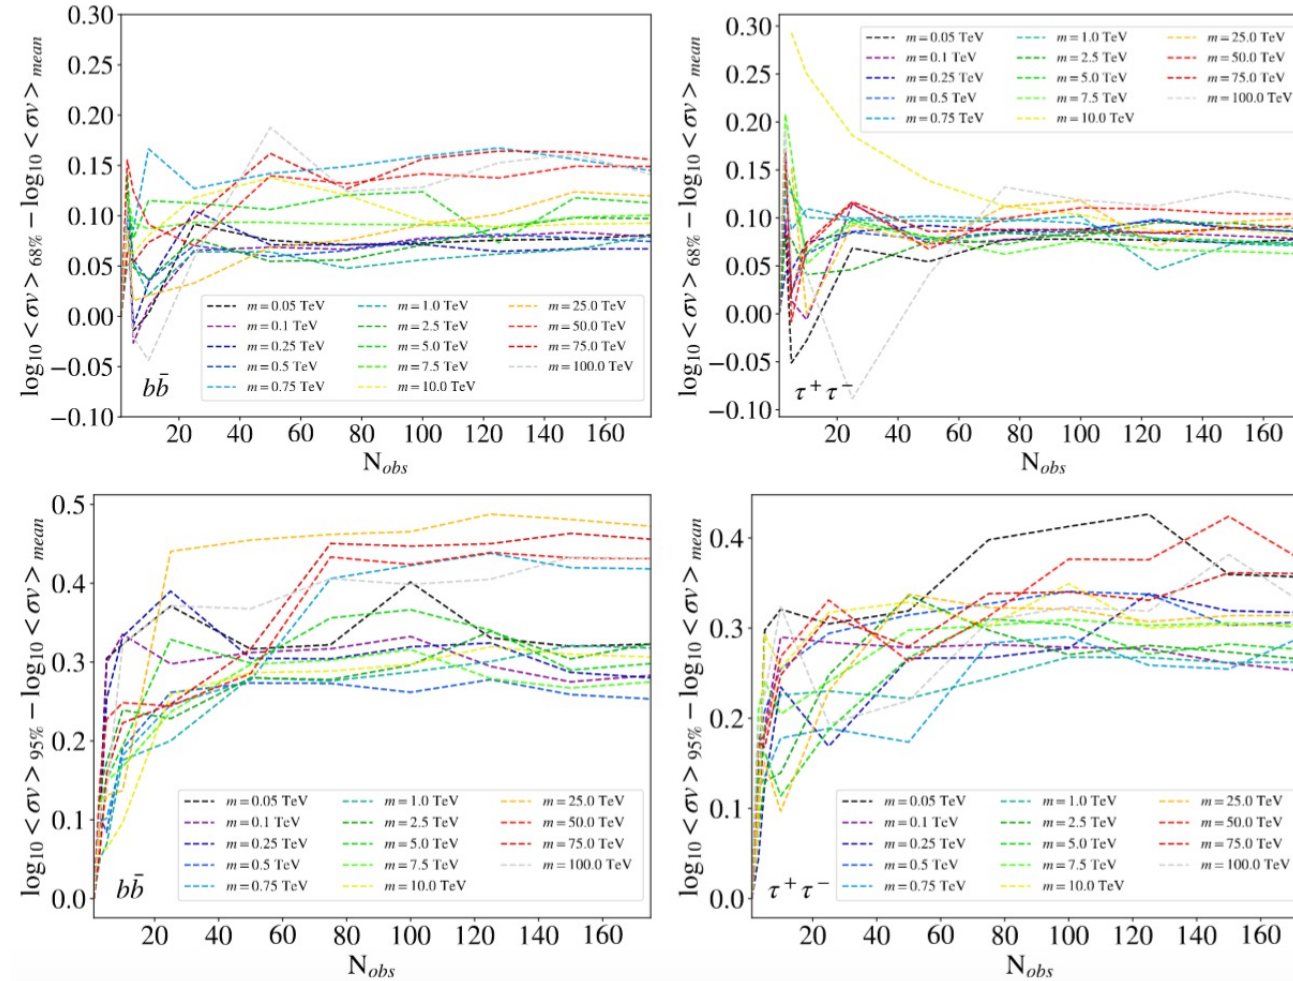 log₁₀ < σv > 68% − log₁₀ < σv > mean
0.30
0.25
0.20
0.15
0.10
0.05
0.00
−0.05
−0.10
m = 0.05 TeV
m = 0.1 TeV
m = 0.25 TeV
m = 0.5 TeV
m = 0.75 TeV
m = 1.0 TeV
m = 2.5 TeV
m = 5.0 TeV
m = 7.5 TeV
m = 10.0 TeV
m = 25.0 TeV
m = 50.0 TeV
m = 75.0 TeV
m = 100.0 TeV
bb̄
20 40 60 80 100 120 140 160
N_obs
log₁₀ < σv > 68% − log₁₀ < σv > mean
0.30
0.25
0.20
0.15
0.10
0.05
0.00
−0.05
−0.10
m = 0.05 TeV
m = 0.1 TeV
m = 0.25 TeV
m = 0.5 TeV
m = 0.75 TeV
m = 1.0 TeV
m = 2.5 TeV
m = 5.0 TeV
m = 7.5 TeV
m = 10.0 TeV
m = 25.0 TeV
m = 50.0 TeV
m = 75.0 TeV
m = 100.0 TeV
τ⁺τ⁻
20 40 60 80 100 120 140 160
N_obs
log₁₀ < σv > 95% − log₁₀ < σv > mean
0.5
0.4
0.3
0.2
0.1
0.0
m = 0.05 TeV
m = 0.1 TeV
m = 0.25 TeV
m = 0.5 TeV
m = 0.75 TeV
m = 1.0 TeV
m = 2.5 TeV
m = 5.0 TeV
m = 7.5 TeV
m = 10.0 TeV
m = 25.0 TeV
m = 50.0 TeV
m = 75.0 TeV
m = 100.0 TeV
bb̄
20 40 60 80 100 120 140 160
N_obs
log₁₀ < σv > 95% − log₁₀ < σv > mean
0.4
0.3
0.2
0.1
0.0
m = 0.05 TeV
m = 0.1 TeV
m = 0.25 TeV
m = 0.5 TeV
m = 0.75 TeV
m = 1.0 TeV
m = 2.5 TeV
m = 5.0 TeV
m = 7.5 TeV
m = 10.0 TeV
m = 25.0 TeV
m = 50.0 TeV
m = 75.0 TeV
m = 100.0 TeV
τ⁺τ⁻
20 40 60 80 100 120 140 160
N_obs